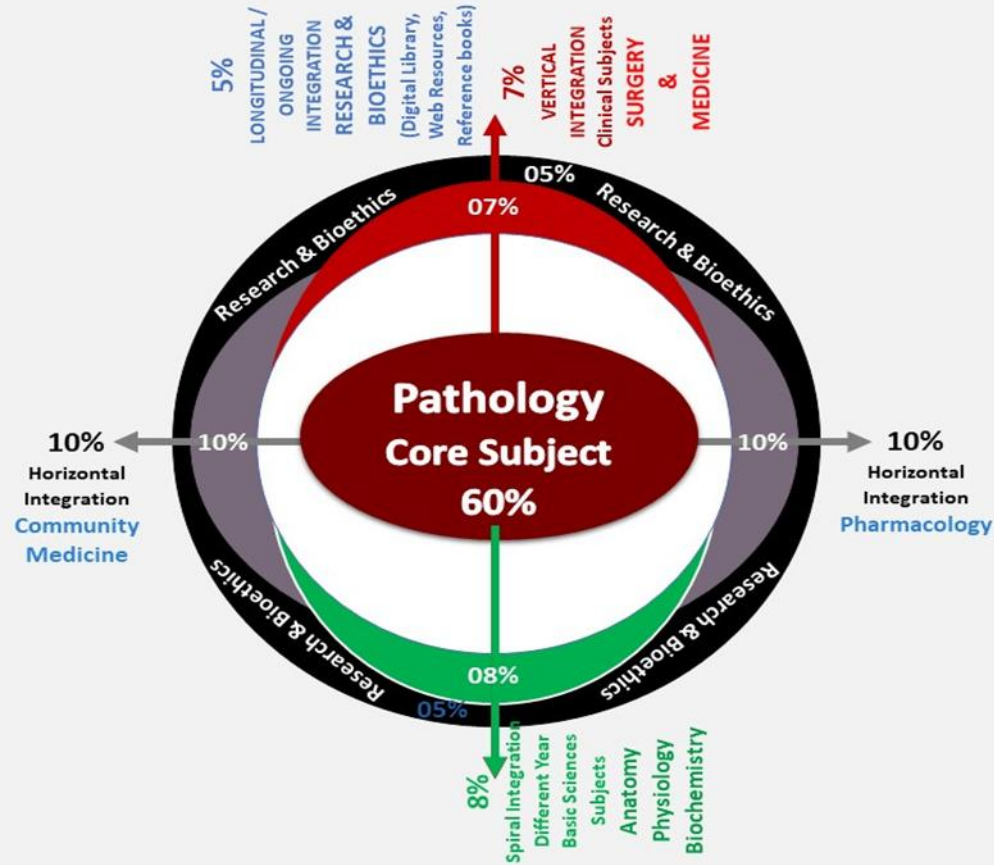 5%
LONGITUDINAL /
ONGOING
INTEGRATION
RESEARCH &
BIOETHICS
(Digital Library,
Web Resources,
Reference books)
7%
VERTICAL
INTEGRATION
Clinical Subjects
SURGERY
&
MEDICINE
05%
07%
Research & Bioethics
Research & Bioethics
Pathology
Core Subject
60%
10%
Horizontal
Integration
Community
Medicine
10%
10%
10%
Horizontal
Integration
Pharmacology
Research & Bioethics
Research & Bioethics
08%
05%
8%
Spiral Integration
Different Year
Basic Sciences
Subjects
Anatomy
Physiology
Biochemistry